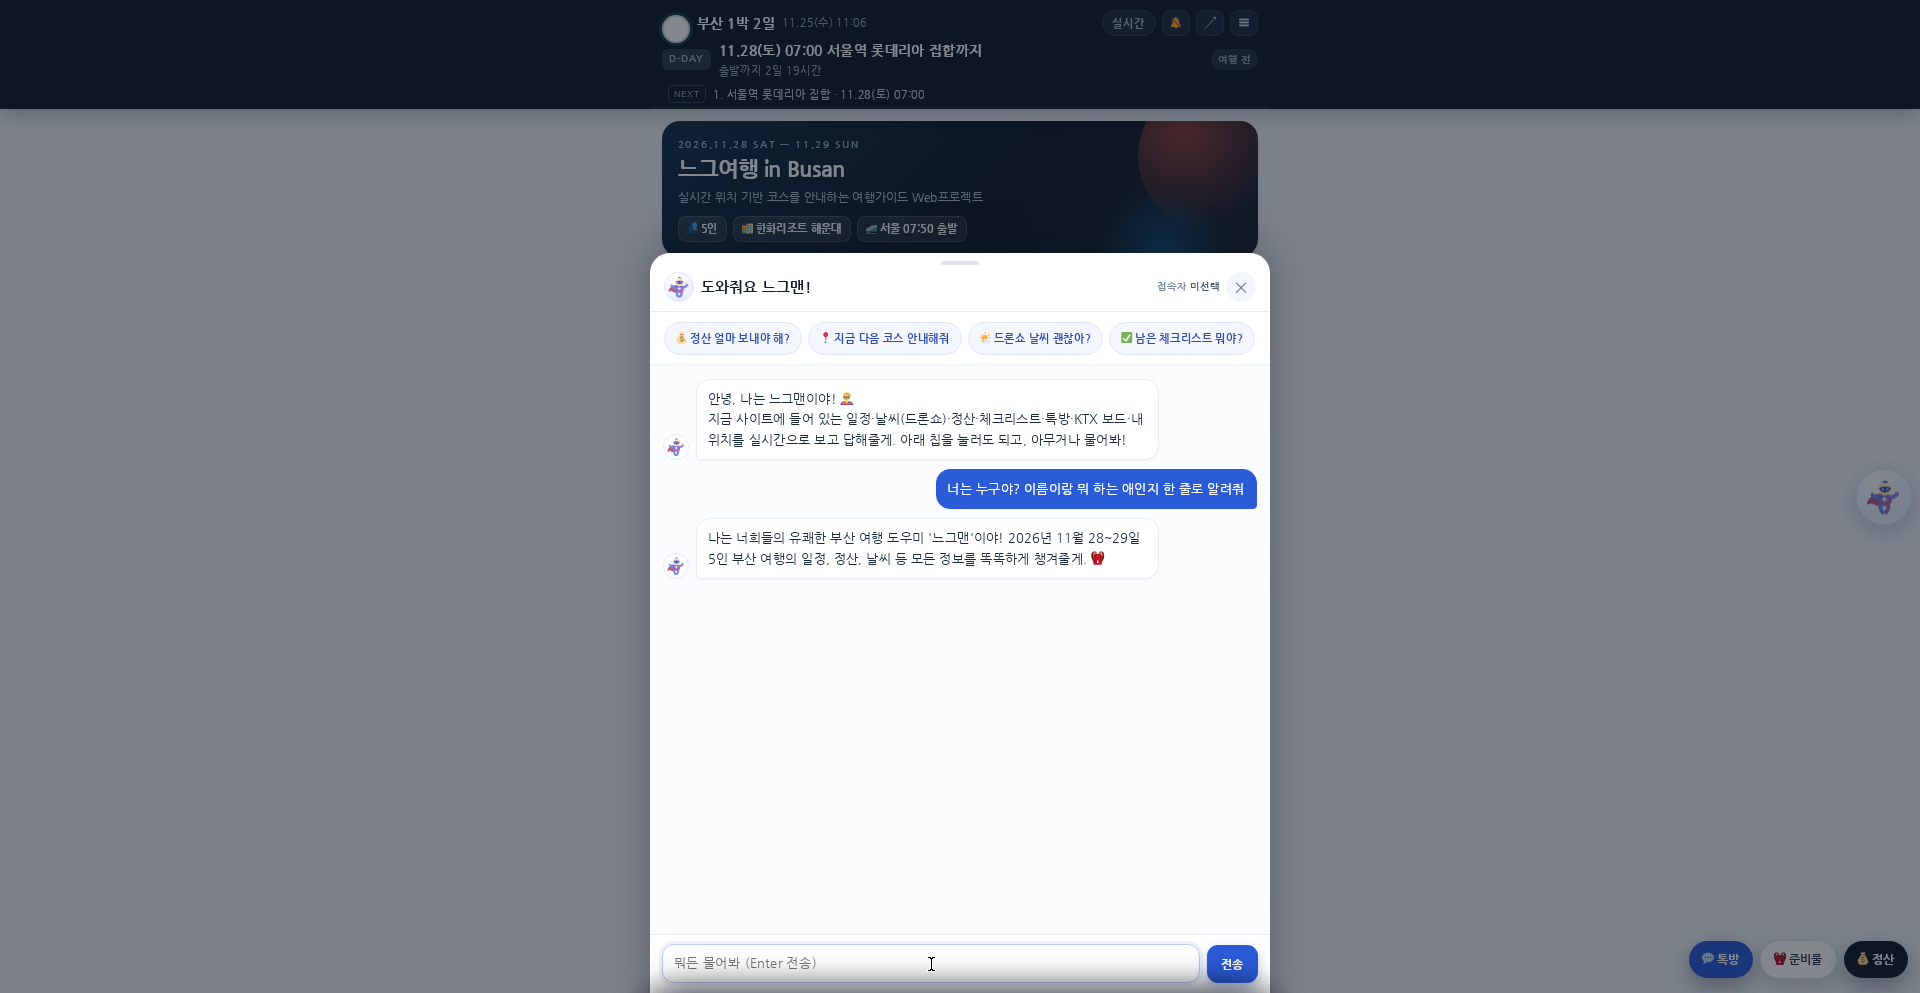 부산 1박 2일 11.25(수) 11:06
실시간
D-DAY
11.28(토) 07:00 서울역 롯데리아 집합까지
출발까지 2일 19시간
여행 전
NEXT
1. 서울역 롯데리아 집합 · 11.28(토) 07:00
2026.11.28 SAT — 11.29 SUN
느그여행 in Busan
실시간 위치 기반 코스를 안내하는 여행가이드 Web프로젝트
5인
한화리조트 해운대
서울 07:50 출발
도와줘요 느그맨!
접속자 미선택
정산 얼마 보내야 해?
지금 다음 코스 안내해줘
드론쇼 날씨 괜찮아?
남은 체크리스트 뭐야?
안녕, 나는 느그맨이야!
지금 사이트에 들어 있는 일정·날씨(드론쇼)·정산·체크리스트·톡방·KTX 보드·내
위치를 실시간으로 보고 답해줄게. 아래 칩을 눌러도 되고, 아무거나 물어봐!
너는 누구야? 이름이랑 뭐 하는 애인지 한 줄로 알려줘
나는 너희들의 유쾌한 부산 여행 도우미 '느그맨'이야! 2026년 11월 28~29일
5인 부산 여행의 일정, 정산, 날씨 등 모든 정보를 똑똑하게 챙겨줄게.
뭐든 물어봐 (Enter 전송)
전송
톡방
준비물
정산